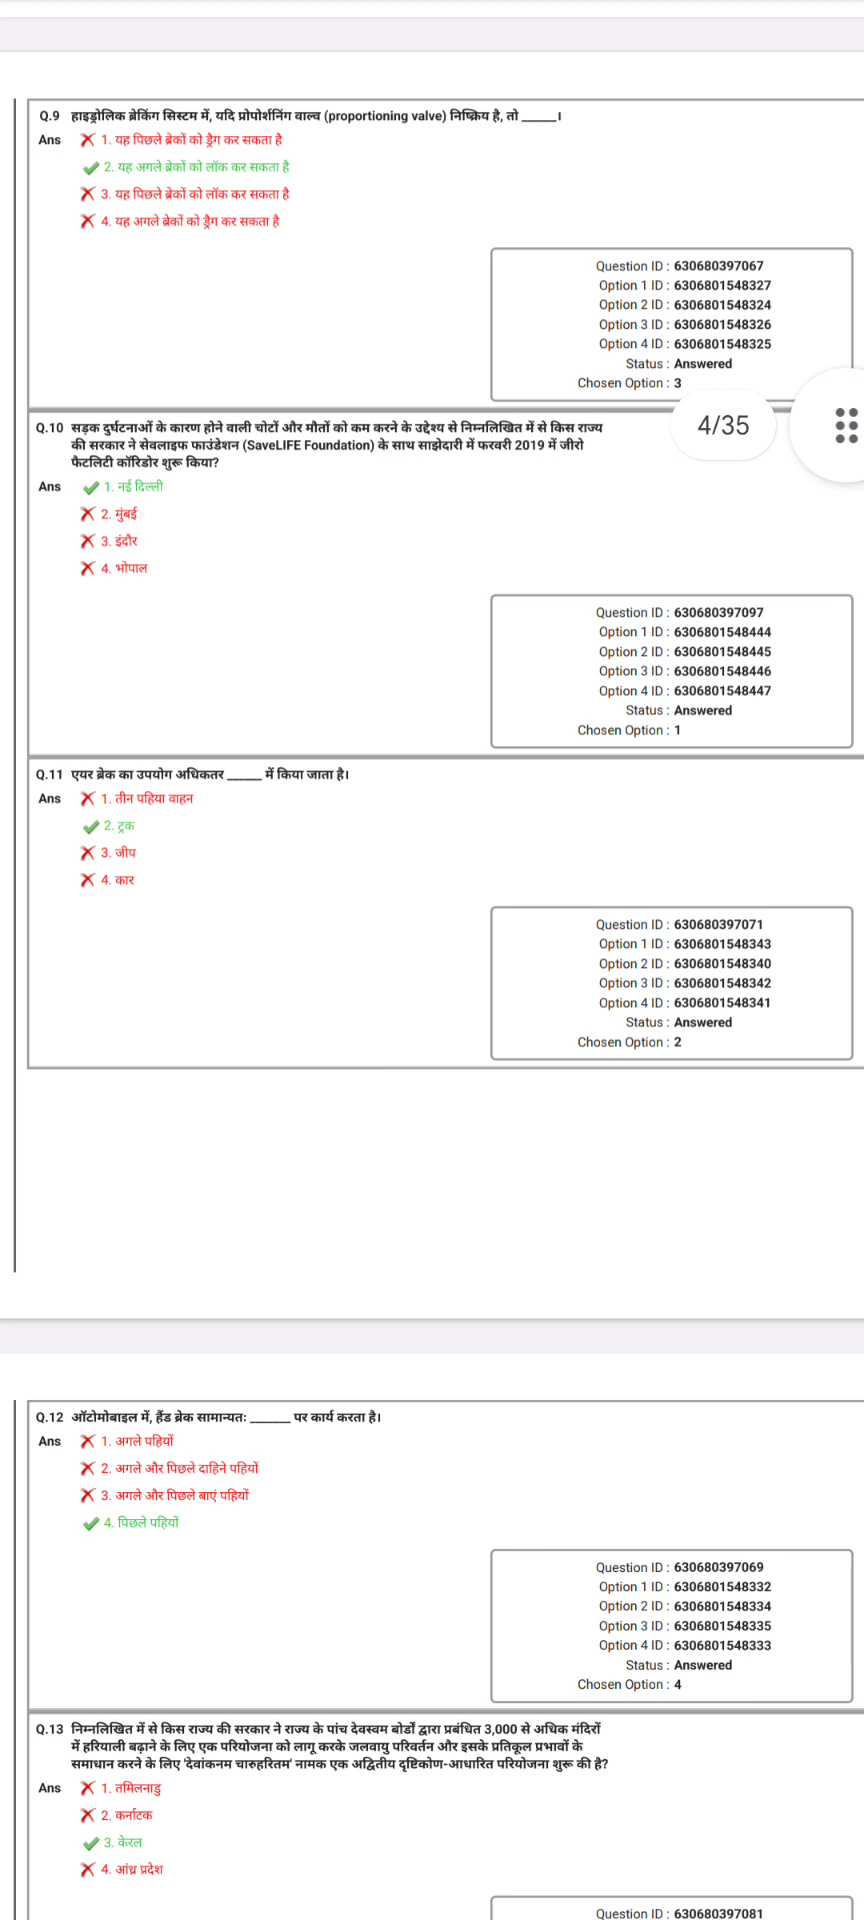 Q.9 हाइड्रोलिक ब्रेकिंग सिस्टम में, यदि प्रोपोर्शनिंग वाल्व (proportioning valve) निष्क्रिय है, तो ______।
Ans 1. यह पिछले ब्रेकों को ड्रैग कर सकता है
2. यह अगले ब्रेकों को लॉक कर सकता है
3. यह पिछले ब्रेकों को लॉक कर सकता है
4. यह अगले ब्रेकों को ड्रैग कर सकता है
Question ID : 630680397067
Option 1 ID : 6306801548327
Option 2 ID : 6306801548324
Option 3 ID : 6306801548326
Option 4 ID : 6306801548325
Status : Answered
Chosen Option : 3
4/35
Q.10 सड़क दुर्घटनाओं के कारण होने वाली चोटों और मौतों को कम करने के उद्देश्य से निम्नलिखित में से किस राज्य
की सरकार ने सेवलाइफ फाउंडेशन (SaveLIFE Foundation) के साथ साझेदारी में फरवरी 2019 में जीरो
फैटलिटी कॉरिडोर शुरू किया?
Ans 1. नई दिल्ली
2. मुंबई
3. इंदौर
4. भोपाल
Question ID : 630680397097
Option 1 ID : 6306801548444
Option 2 ID : 6306801548445
Option 3 ID : 6306801548446
Option 4 ID : 6306801548447
Status : Answered
Chosen Option : 1
Q.11 एयर ब्रेक का उपयोग अधिकतर ______ में किया जाता है।
Ans 1. तीन पहिया वाहन
2. ट्रक
3. जीप
4. कार
Question ID : 630680397071
Option 1 ID : 6306801548343
Option 2 ID : 6306801548340
Option 3 ID : 6306801548342
Option 4 ID : 6306801548341
Status : Answered
Chosen Option : 2
Q.12 ऑटोमोबाइल में, हैंड ब्रेक सामान्यतः _______ पर कार्य करता है।
Ans 1. अगले पहियों
2. अगले और पिछले दाहिने पहियों
3. अगले और पिछले बाएं पहियों
4. पिछले पहियों
Question ID : 630680397069
Option 1 ID : 6306801548332
Option 2 ID : 6306801548334
Option 3 ID : 6306801548335
Option 4 ID : 6306801548333
Status : Answered
Chosen Option : 4
Q.13 निम्नलिखित में से किस राज्य की सरकार ने राज्य के पांच देवस्वम बोर्डों द्वारा प्रबंधित 3,000 से अधिक मंदिरों
में हरियाली बढ़ाने के लिए एक परियोजना को लागू करके जलवायु परिवर्तन और इसके प्रतिकूल प्रभावों के
समाधान करने के लिए 'देवांकनम चारुहरितम' नामक एक अद्वितीय दृष्टिकोण-आधारित परियोजना शुरू की है?
Ans 1. तमिलनाडु
2. कर्नाटक
3. केरल
4. आंध्र प्रदेश
Question ID : 630680397081